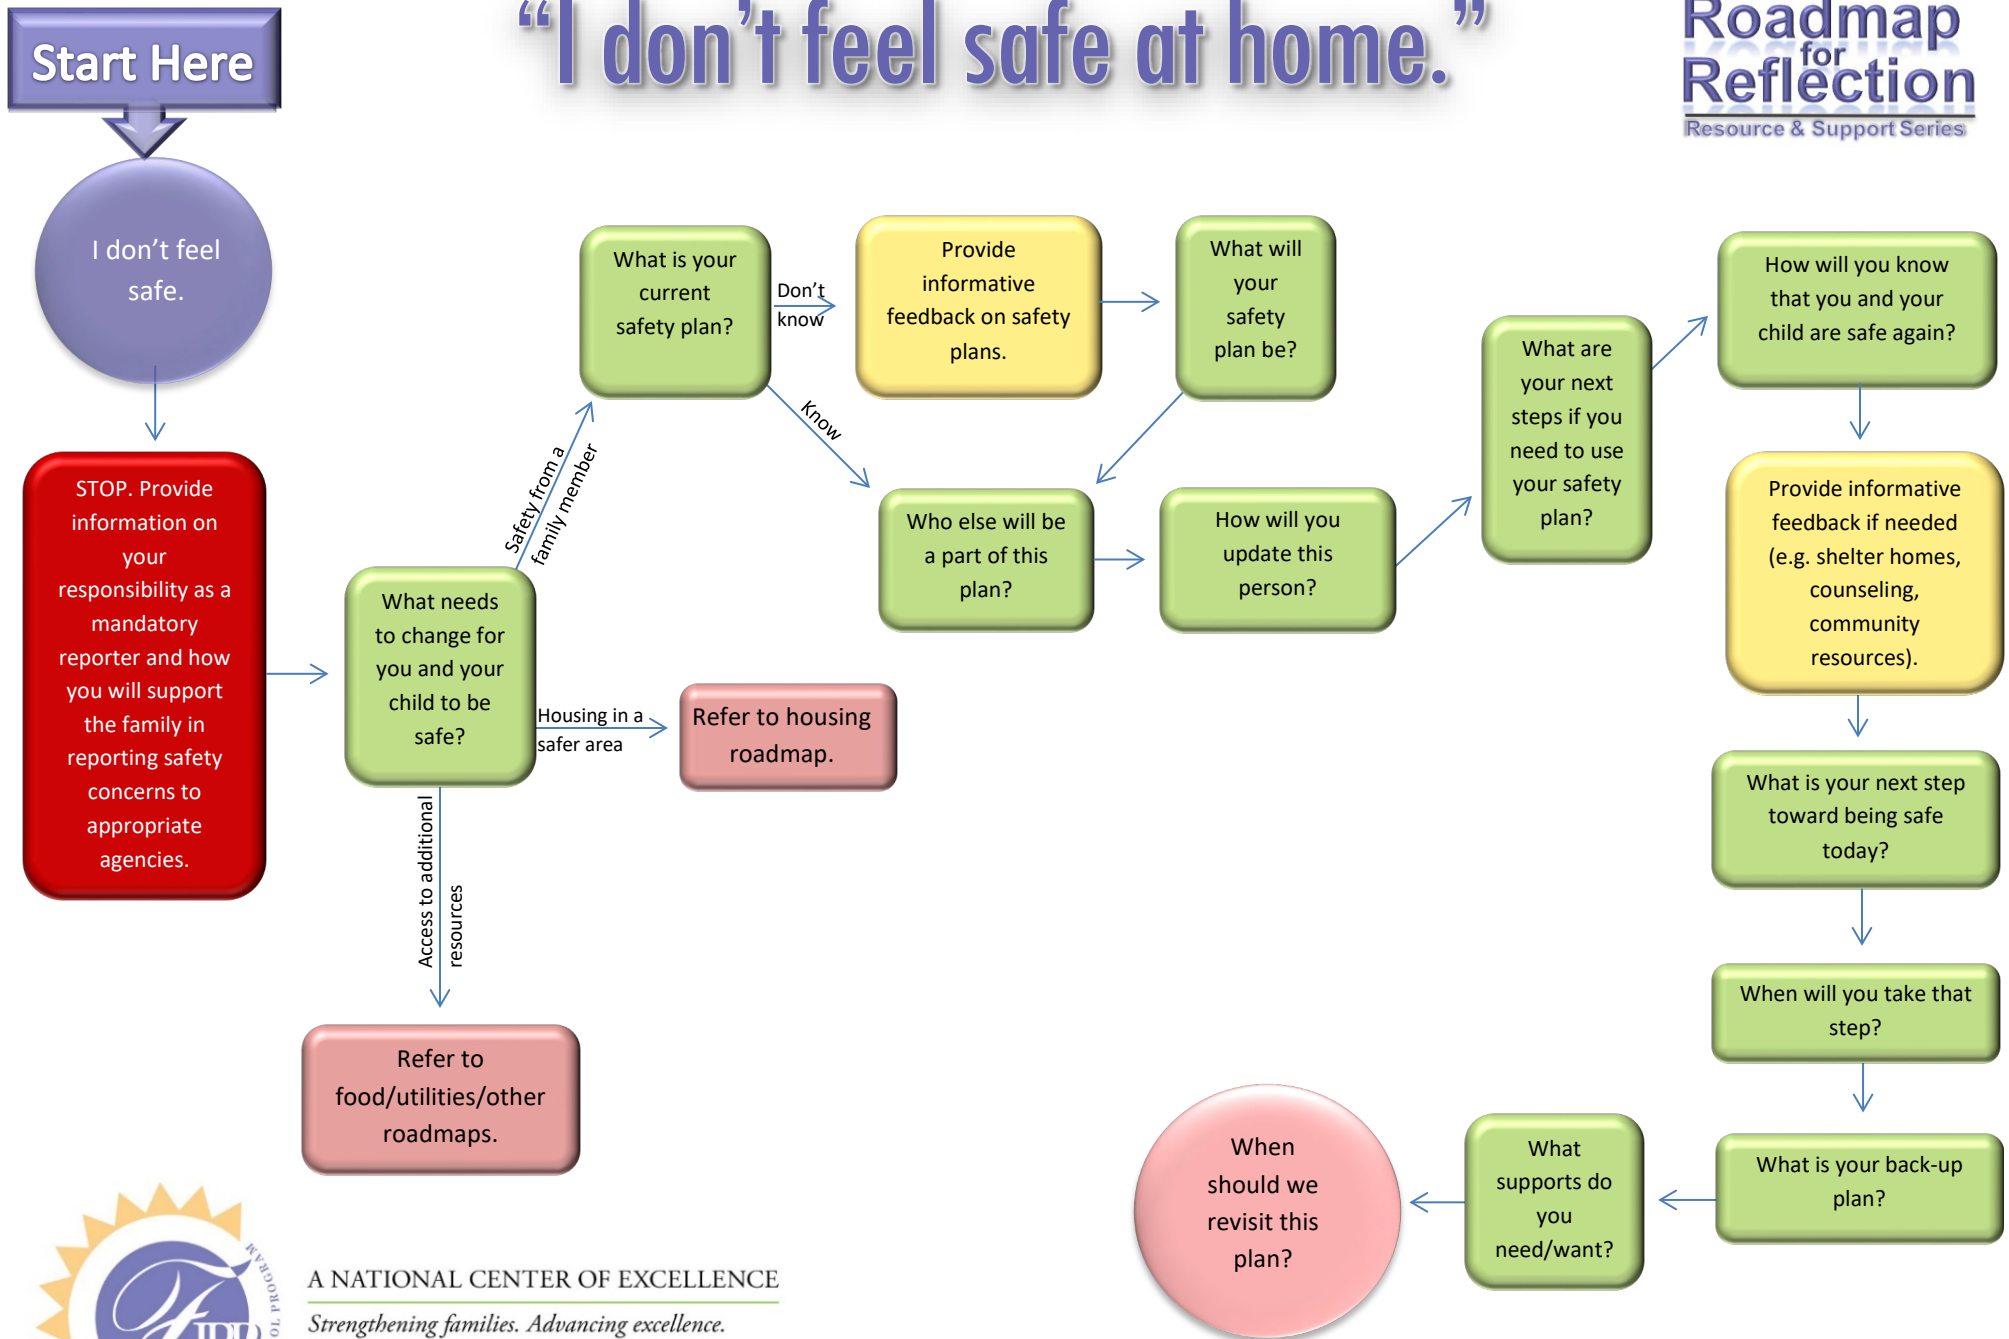 Start Here
“I don’t feel safe at home.”
Roadmap
for
Reflection
Resource & Support Series
I don’t feel
safe.
STOP. Provide
information on
your
responsibility as a
mandatory
reporter and how
you will support
the family in
reporting safety
concerns to
appropriate
agencies.
What needs
to change for
you and your
child to be
safe?
Safety from a
family member
Housing in a
safer area
Refer to housing
roadmap.
Access to additional
resources
Refer to
food/utilities/other
roadmaps.
What is your
current
safety plan?
Don’t
know
Know
Provide
informative
feedback on safety
plans.
What will
your
safety
plan be?
Who else will be
a part of this
plan?
How will you
update this
person?
What are
your next
steps if you
need to use
your safety
plan?
How will you know
that you and your
child are safe again?
Provide informative
feedback if needed
(e.g. shelter homes,
counseling,
community
resources).
What is your next step
toward being safe
today?
When will you take that
step?
What is your back-up
plan?
What
supports do
you
need/want?
When
should we
revisit this
plan?
PROGRAM
A NATIONAL CENTER OF EXCELLENCE
Strengthening families. Advancing excellence.